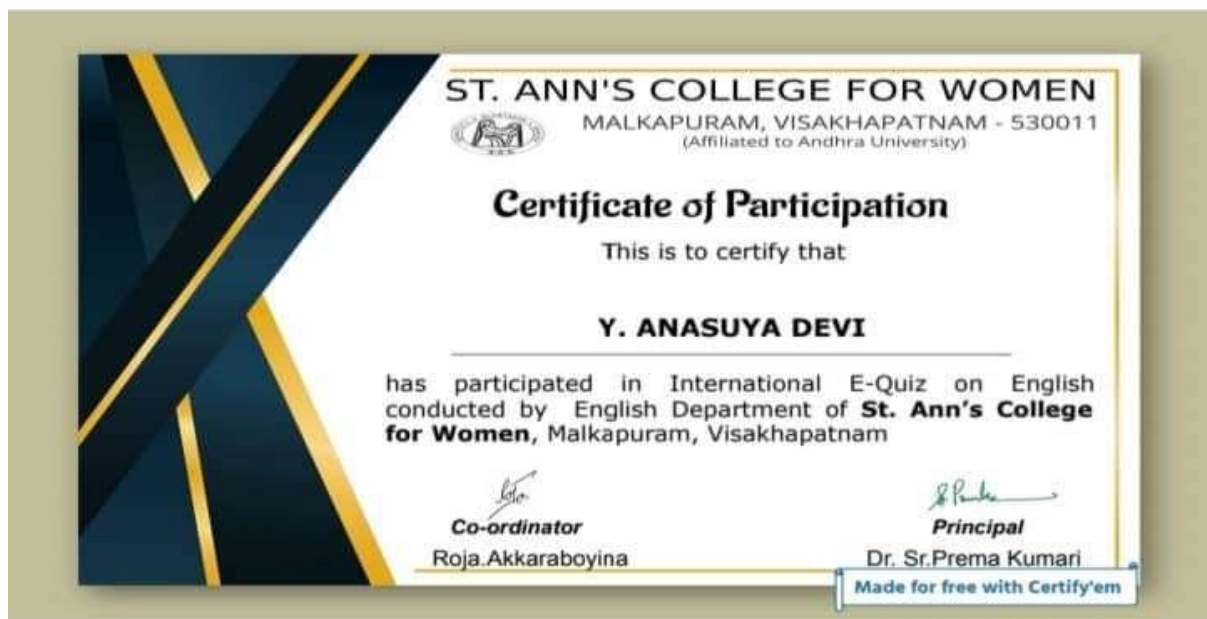 ST. ANN'S COLLEGE FOR WOMEN
MALKAPURAM, VISAKHAPATNAM - 530011
(Affiliated to Andhra University)
Certificate of Participation
This is to certify that
Y. ANASUYA DEVI
has participated in International E-Quiz on English
conducted by English Department of St. Ann's College
for Women, Malkapuram, Visakhapatnam
Co-ordinator
Principal
Roja.Akkaraboyina
Dr. Sr.Prema Kumari
Made for free with Certify'em